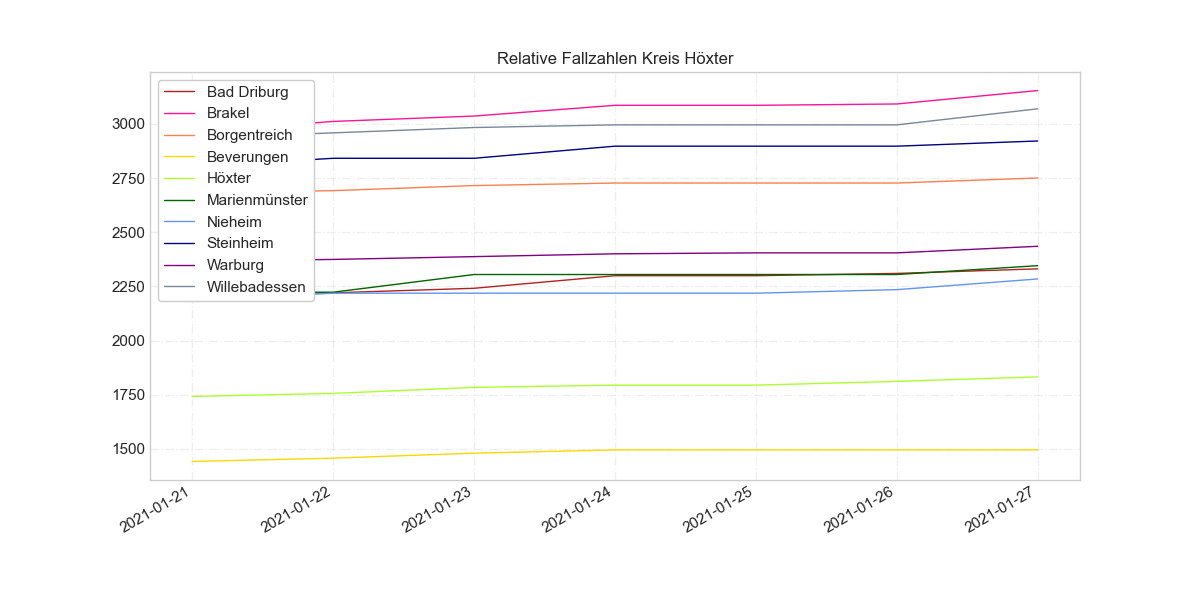 Relative Fallzahlen Kreis Höxter
Bad Driburg
Brakel
Borgentreich
Beverungen
Höxter
Marienmünster
Nieheim
Steinheim
Warburg
Willebadessen
3000
2750
2500
2250
2000
1750
1500
2021-01-21
2021-01-22
2021-01-23
2021-01-24
2021-01-25
2021-01-26
2021-01-27